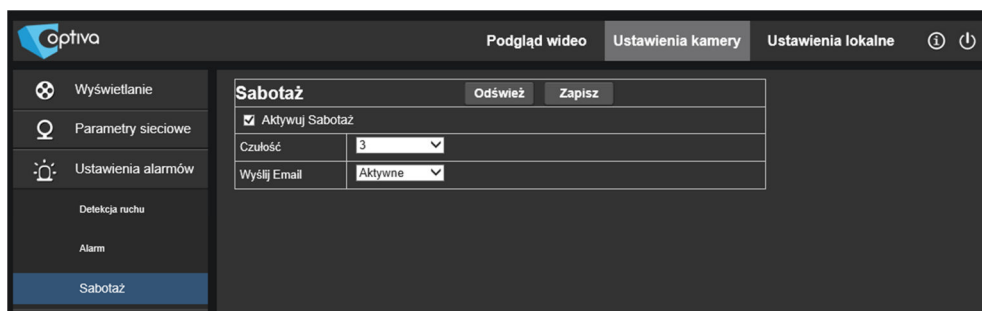 optiva
Podgląd wideo Ustawienia kamery Ustawienia lokalne
Wyświetlanie
Parametry sieciowe
Ustawienia alarmów
Detekcja ruchu
Alarm
Sabotaż
Sabotaż Odśwież Zapisz
Aktywuj Sabotaż
Czułość 3
Wyślij Email Aktywne